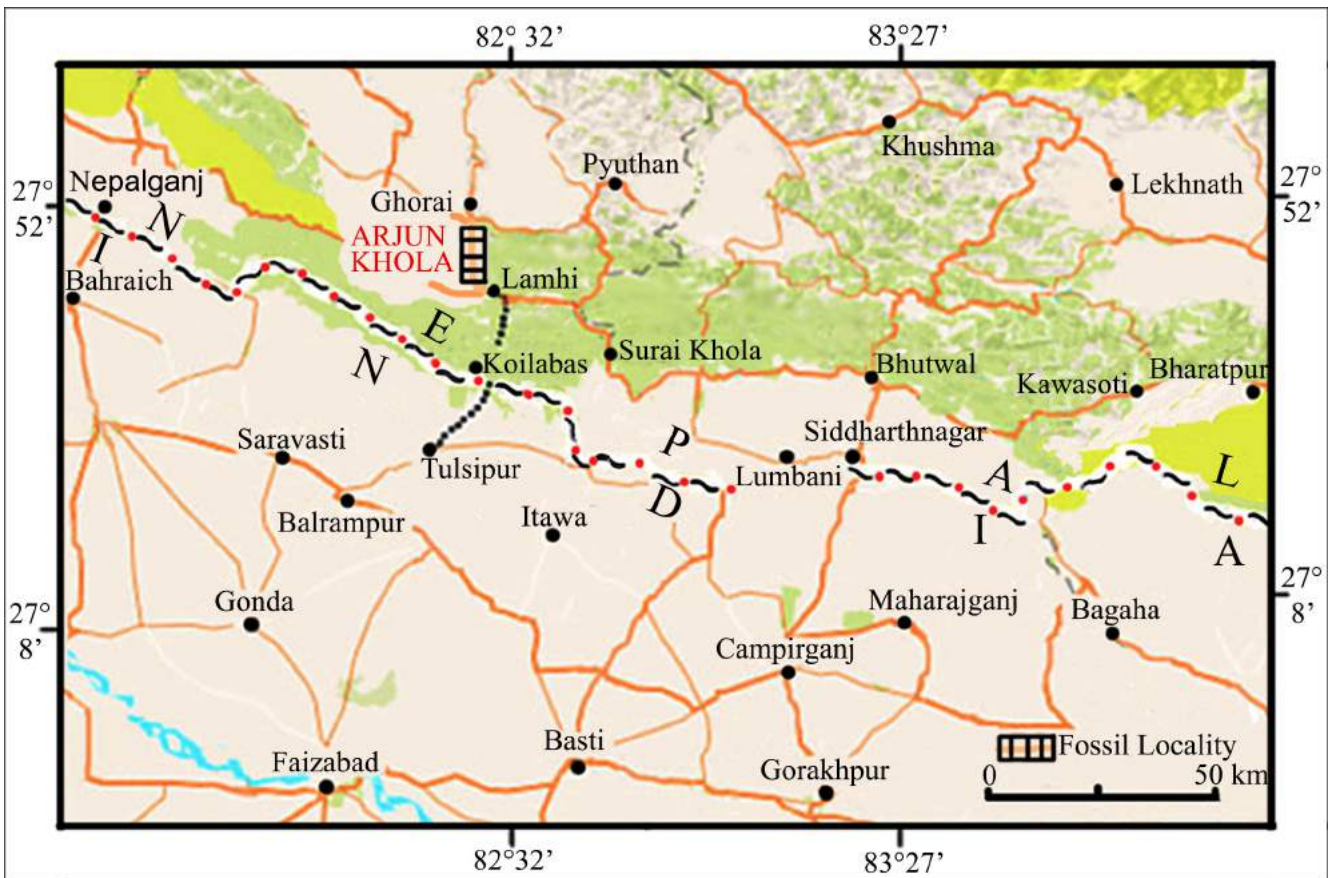 82° 32’
83°27’
Khushma
Pyuthan
Lekhnath
27°
52’
27°
52’
Nepalganj
Ghorai
N
I
ARJUN
KHOLA
Bahraich
Lamhi
E
N
Koilabas
Surai Khola
Bhutwal
Kawasoti
Bharatpur
Saravasti
Tulsipur
P
D
Lumbani
Siddharthnagar
A
I
L
A
Balrampur
Itawa
27°
8’
27°
8’
Gonda
Maharajganj
Bagaha
Campirganj
Basti
Faizabad
Gorakhpur
Fossil Locality
0
50 km
82° 32’
83°27’